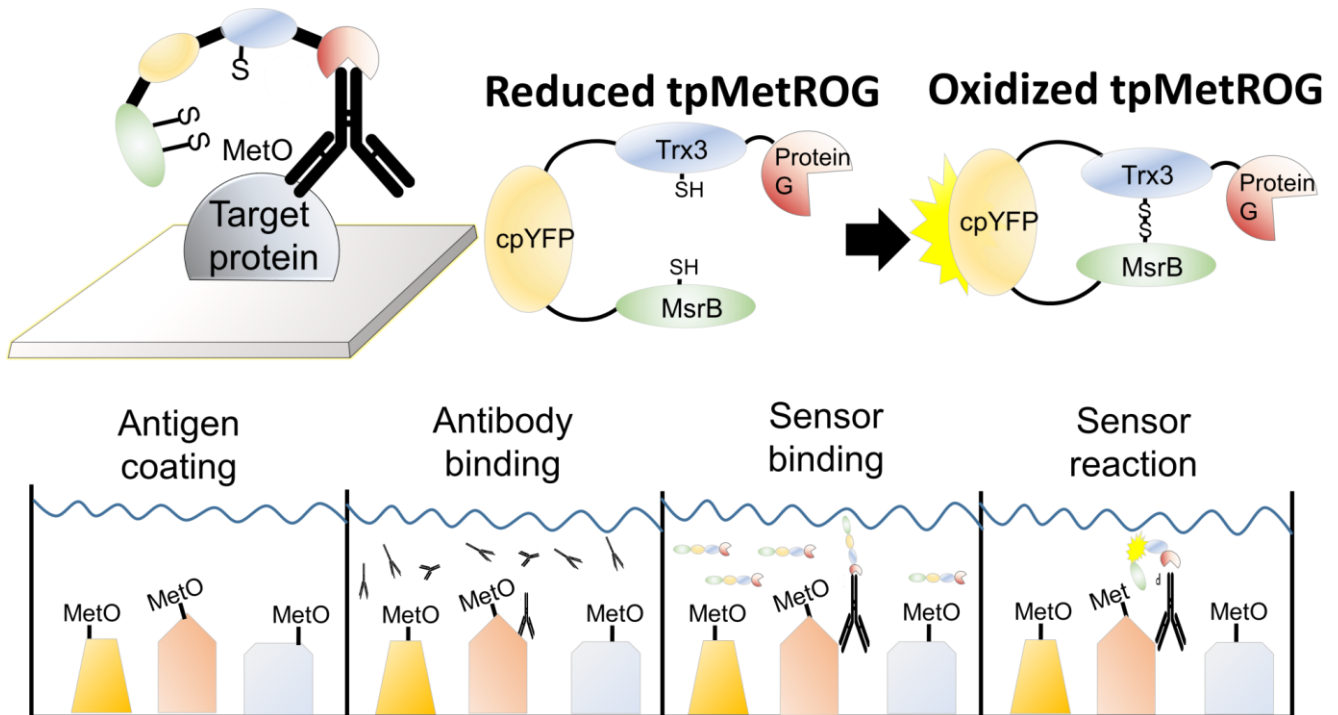 S
S
S
MetO
Target
protein
Reduced tpMetROG
Trx3
SH
Protein
G
cpYFP
SH
MsrB
Oxidized tpMetROG
Trx3
S
S
Protein
G
cpYFP
MsrB
Antigen
coating
MetO
MetO
MetO
Antibody
binding
MetO
MetO
MetO
Sensor
binding
MetO
MetO
MetO
Sensor
reaction
d
MetO
Met
MetO